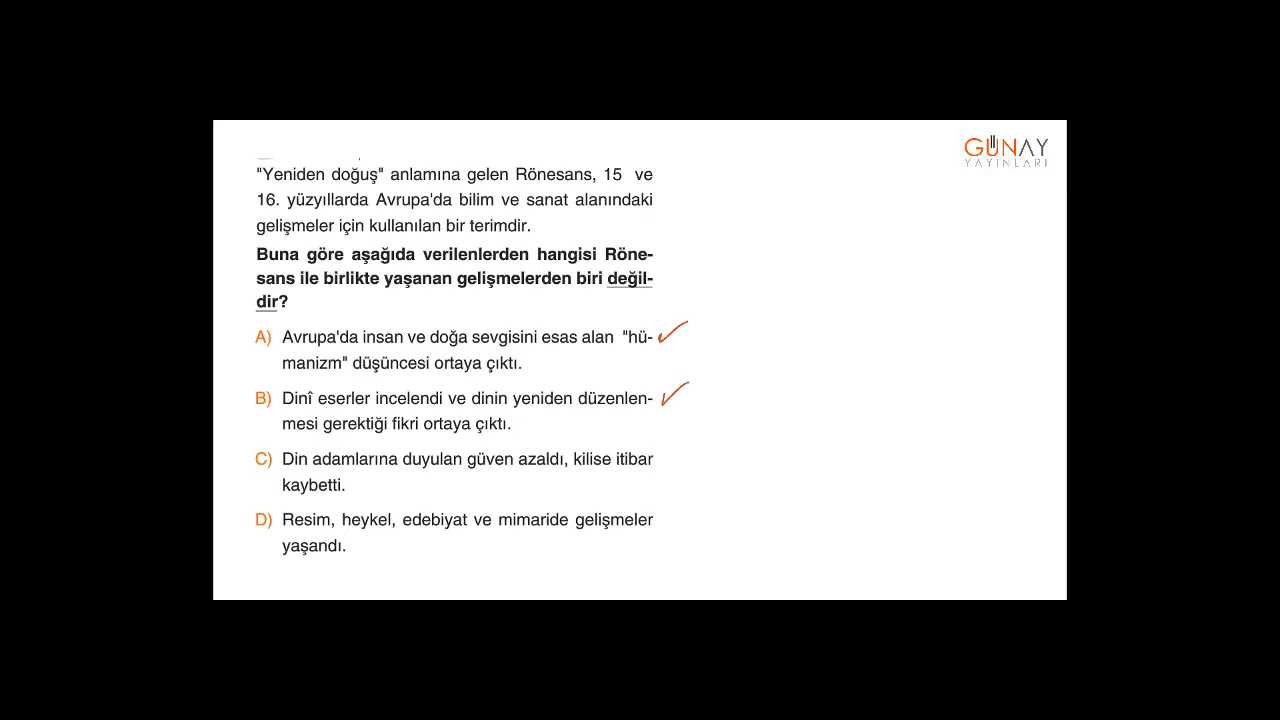 GÜNAY
YAYINLARI
"Yeniden doğuş" anlamına gelen Rönesans, 15 ve
16. yüzyıllarda Avrupa'da bilim ve sanat alanındaki
gelişmeler için kullanılan bir terimdir.
Buna göre aşağıda verilenlerden hangisi Röne-
sans ile birlikte yaşanan gelişmelerden biri değil-
dir?
A) Avrupa'da insan ve doğa sevgisini esas alan "hü-
manizm" düşüncesi ortaya çıktı.
B) Dinî eserler incelendi ve dinin yeniden düzenlen-
mesi gerektiği fikri ortaya çıktı.
C) Din adamlarına duyulan güven azaldı, kilise itibar
kaybetti.
D) Resim, heykel, edebiyat ve mimaride gelişmeler
yaşandı.